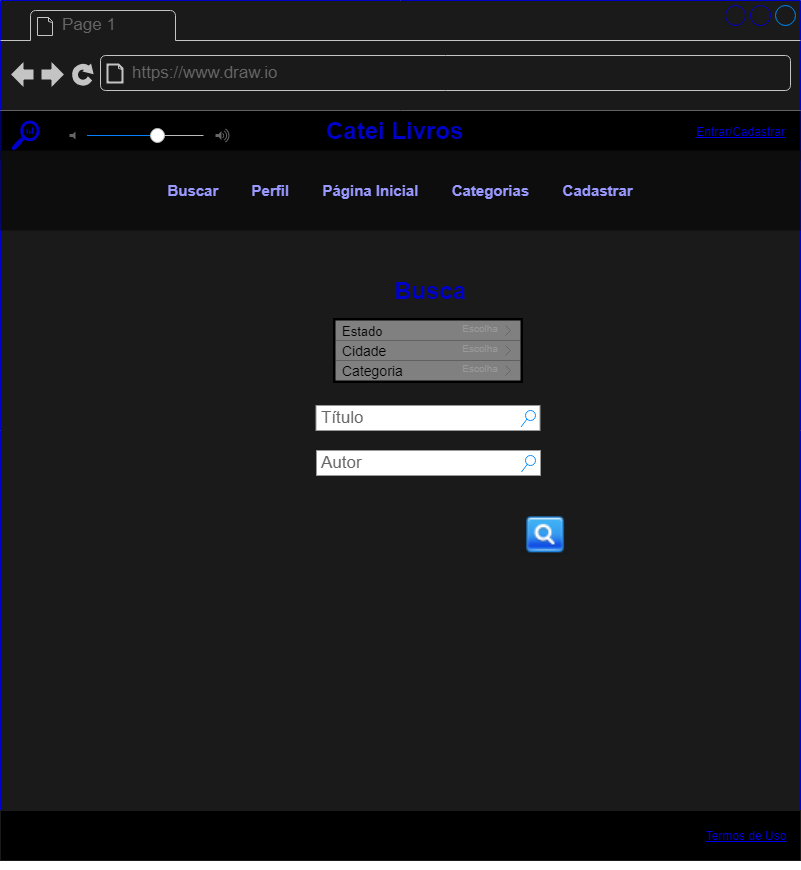 Page 1
https://www.draw.io
Catei Livros
Entrar/Cadastrar
Buscar Perfil Página Inicial Categorias Cadastrar
Busca
Estado Escolha
Cidade Escolha
Categoria Escolha
Título
Autor
Termos de Uso